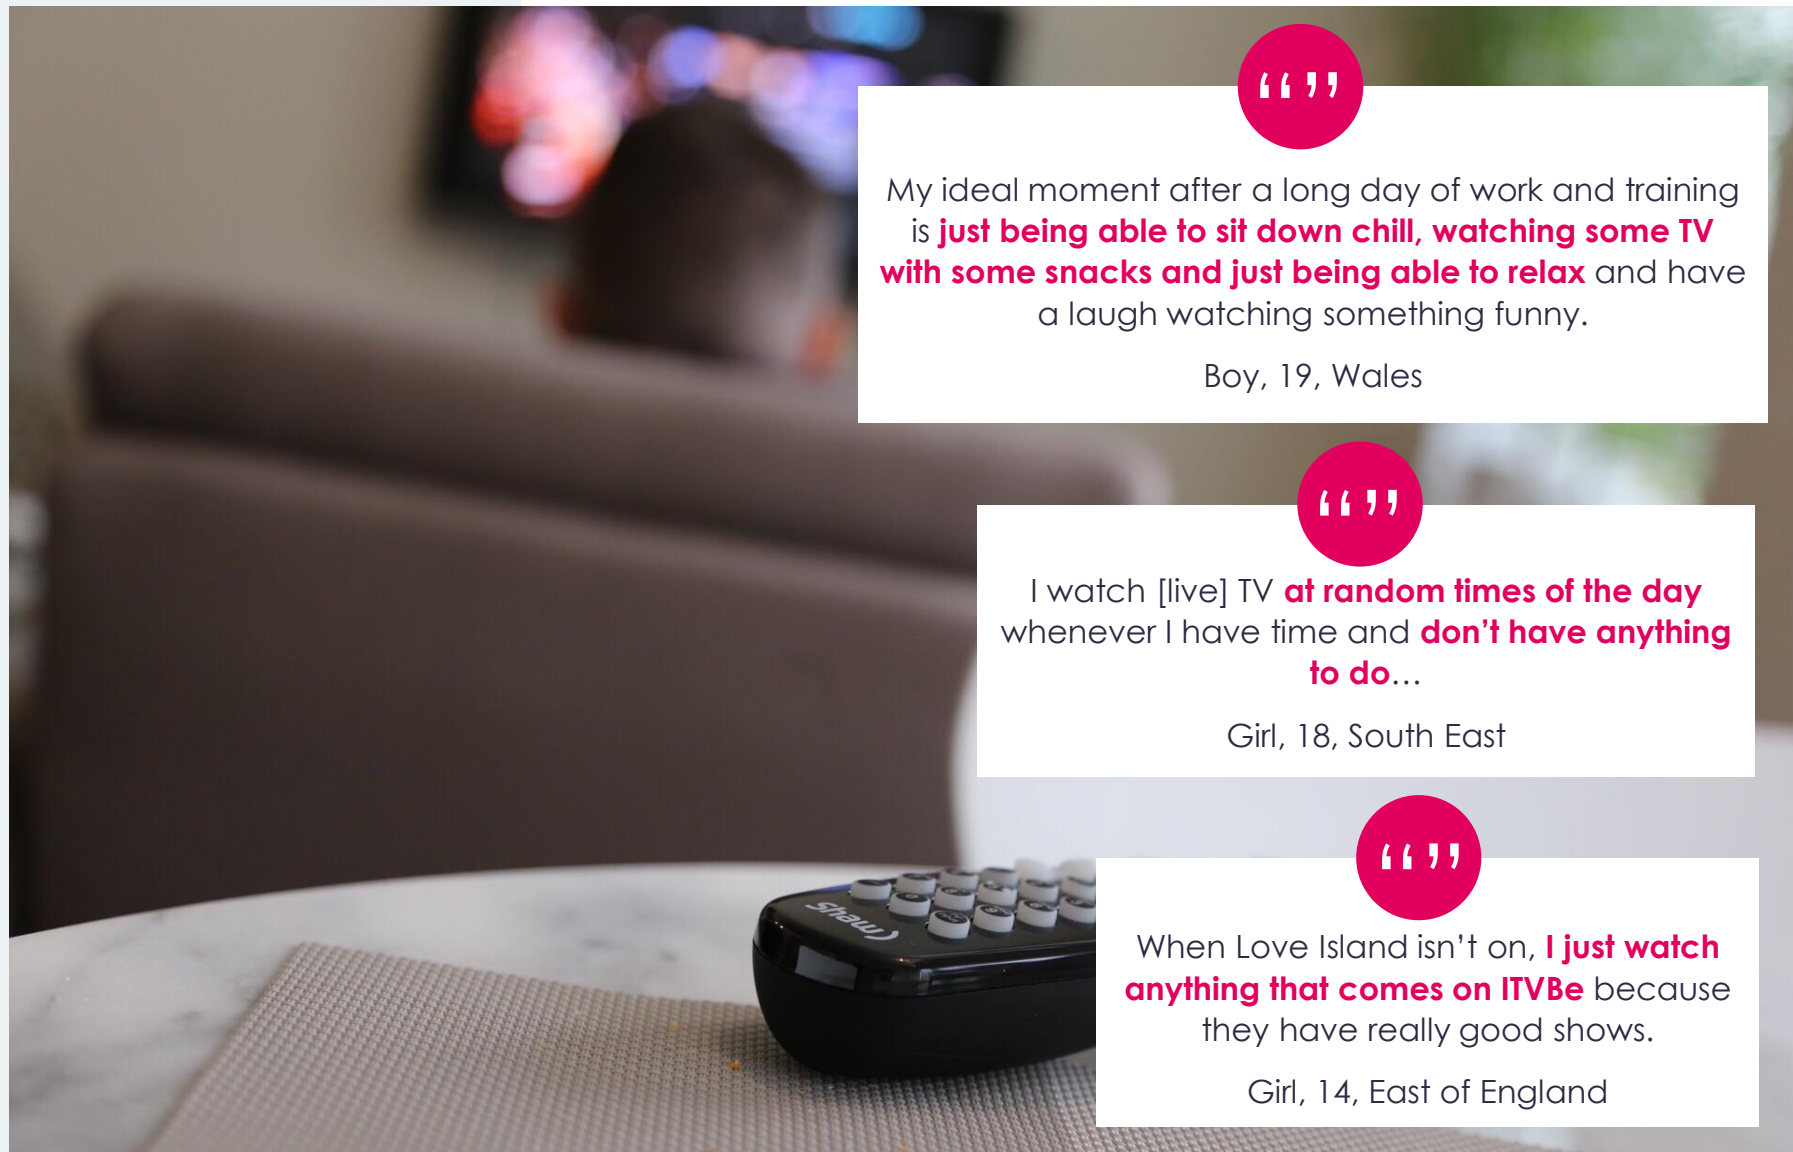 “”
My ideal moment after a long day of work and training
is just being able to sit down chill, watching some TV
with some snacks and just being able to relax and have
a laugh watching something funny.
Boy, 19, Wales
“”
I watch [live] TV at random times of the day
whenever I have time and don’t have anything
to do…
Girl, 18, South East
“”
When Love Island isn’t on, I just watch
anything that comes on ITVBe because
they have really good shows.
Girl, 14, East of England
Shaw)